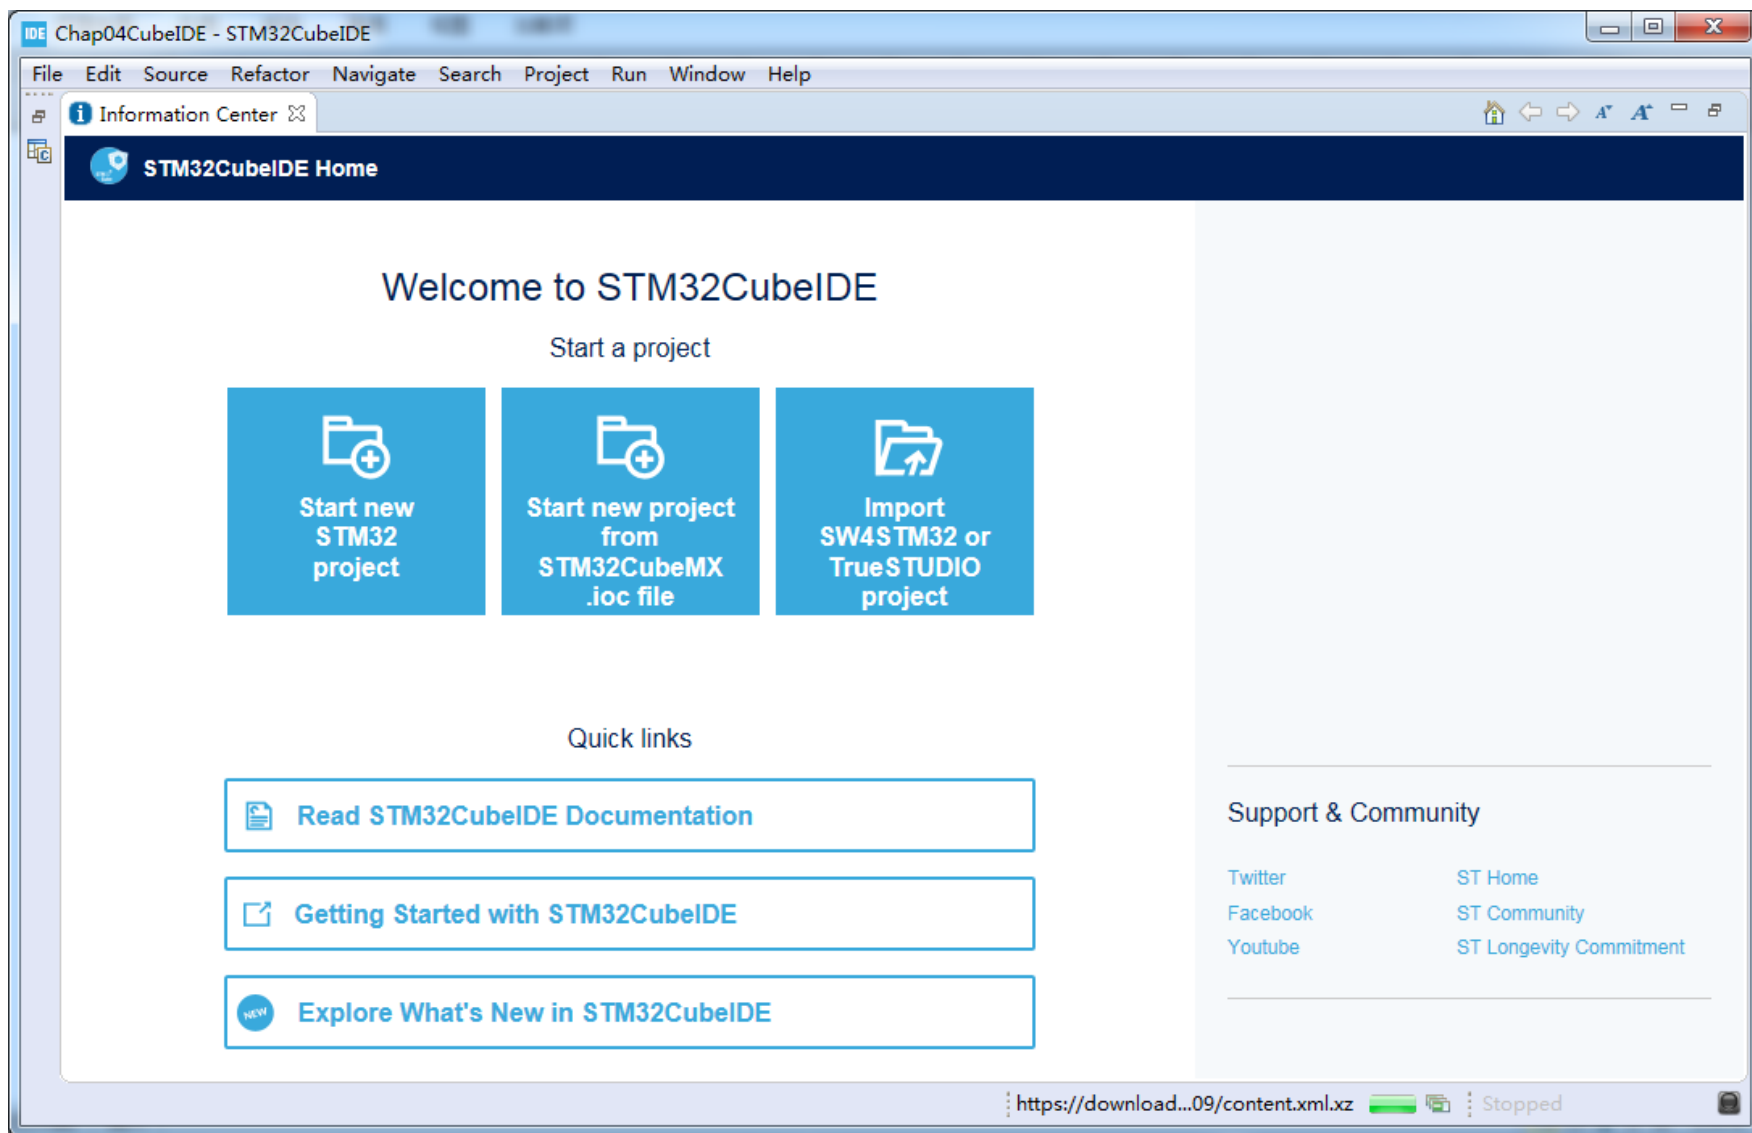 IDE Chap04CubeIDE - STM32CubeIDE
File Edit Source Refactor Navigate Search Project Run Window Help
Information Center
STM32CubeIDE Home
Welcome to STM32CubeIDE
Start a project
Start new
STM32
project
Start new project
from
STM32CubeMX
.ioc file
Import
SW4STM32 or
TrueSTUDIO
project
Quick links
Read STM32CubeIDE Documentation
Getting Started with STM32CubeIDE
NEW Explore What's New in STM32CubeIDE
Support & Community
Twitter ST Home
Facebook ST Community
Youtube ST Longevity Commitment
https://download...09/content.xml.xz Stopped